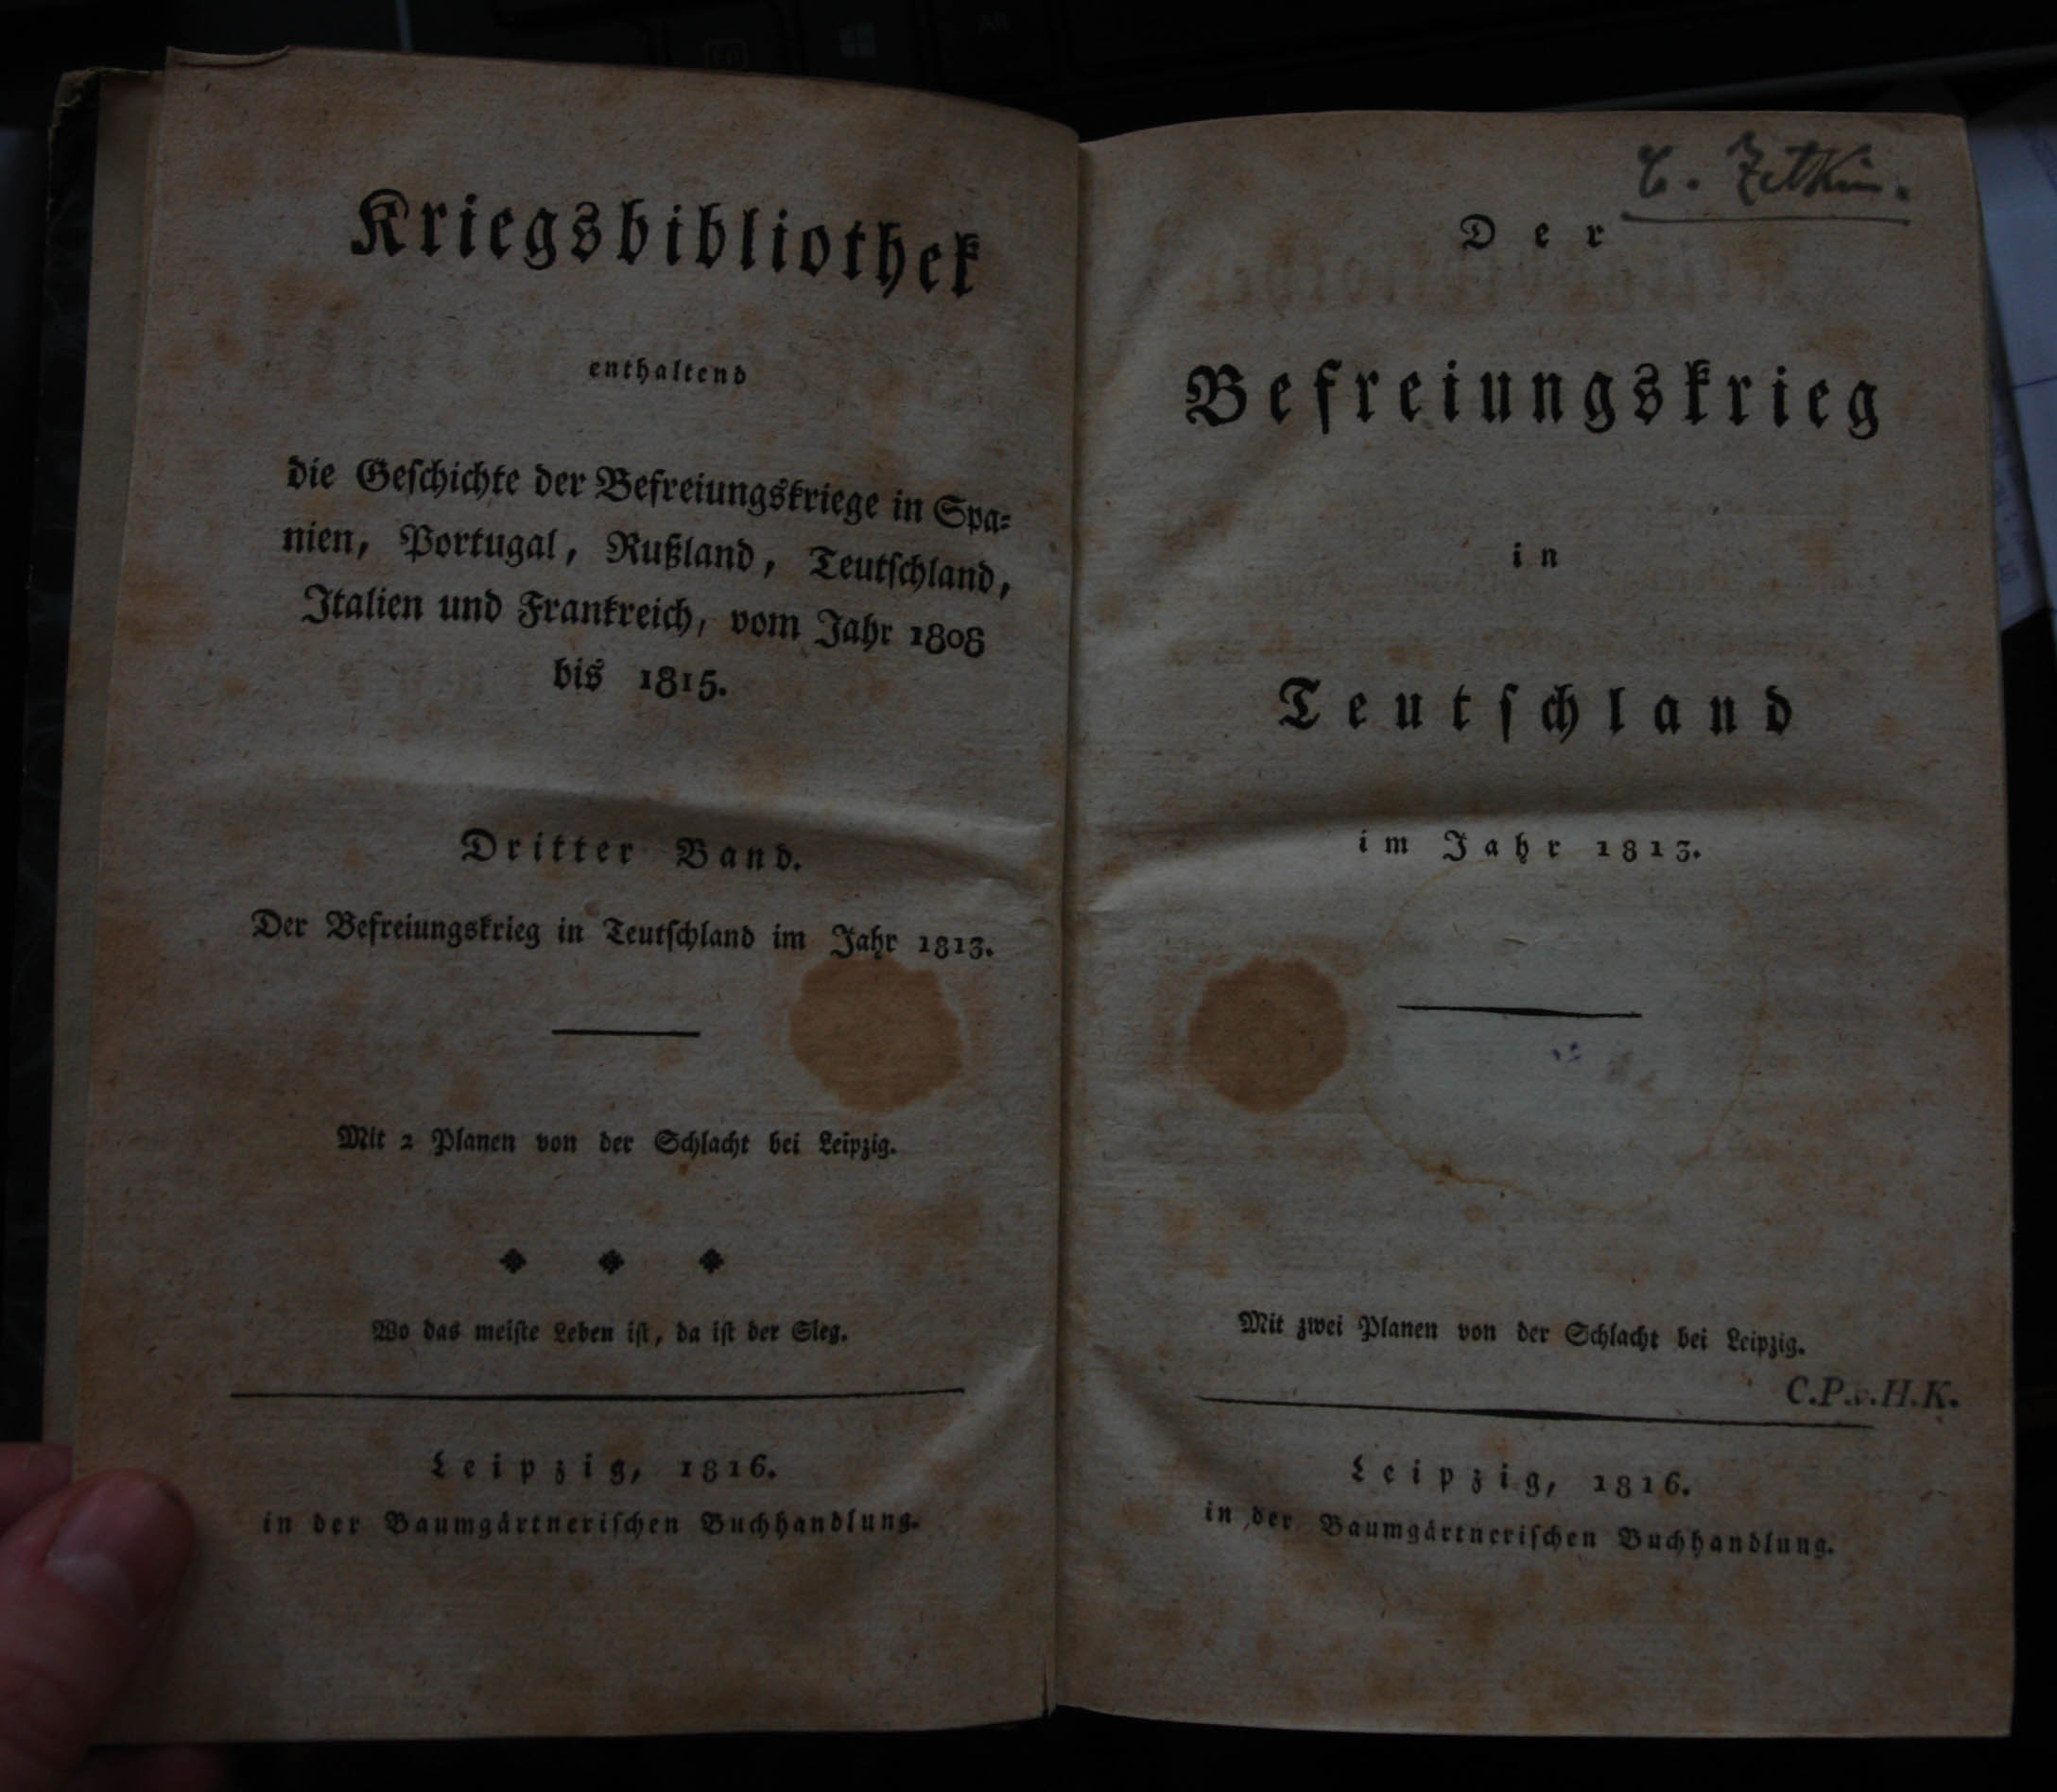 Kriegsbibliothek
enthaltend
die Geſchichte der Befreiungskriege in Spa⸗
nien, Portugal, Rußland, Teutſchland,
Italien und Frankreich, vom Jahr 1808
bis 1815.
Dritter Band.
Der Befreiungskrieg in Teutſchland im Jahr 1813.
Mit 2 Planen von der Schlacht bei Leipzig.
Wo das meiſte Leben iſt, da iſt der Sieg.
Leipzig, 1816.
in der Baumgärtneriſchen Buchhandlung.
C. Zetkin.
Der
Befreiungskrieg
in
Teutſchland
im Jahr 1813.
Mit zwei Planen von der Schlacht bei Leipzig.
C.P.v.H.K.
Leipzig, 1816.
in der Baumgärtneriſchen Buchhandlung.